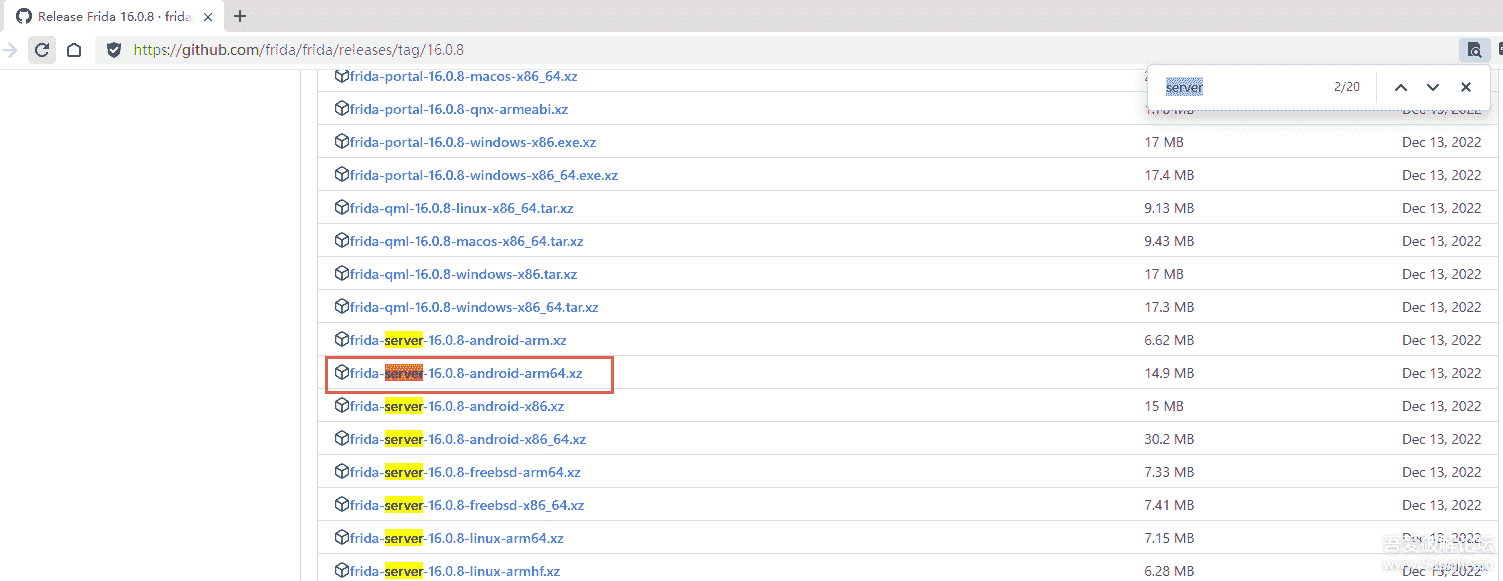 Release Frida 16.0.8 · frida
https://github.com/frida/frida/releases/tag/16.0.8
server 2/20
frida-portal-16.0.8-macos-x86_64.xz
frida-portal-16.0.8-qnx-armeabi.xz Dec 13, 2022
frida-portal-16.0.8-windows-x86.exe.xz 17 MB Dec 13, 2022
frida-portal-16.0.8-windows-x86_64.exe.xz 17.4 MB Dec 13, 2022
frida-qml-16.0.8-linux-x86_64.tar.xz 9.13 MB Dec 13, 2022
frida-qml-16.0.8-macos-x86_64.tar.xz 9.43 MB Dec 13, 2022
frida-qml-16.0.8-windows-x86.tar.xz 17 MB Dec 13, 2022
frida-qml-16.0.8-windows-x86_64.tar.xz 17.3 MB Dec 13, 2022
frida-server-16.0.8-android-arm.xz 6.62 MB Dec 13, 2022
frida-server-16.0.8-android-arm64.xz 14.9 MB Dec 13, 2022
frida-server-16.0.8-android-x86.xz 15 MB Dec 13, 2022
frida-server-16.0.8-android-x86_64.xz 30.2 MB Dec 13, 2022
frida-server-16.0.8-freebsd-arm64.xz 7.33 MB Dec 13, 2022
frida-server-16.0.8-freebsd-x86_64.xz 7.41 MB Dec 13, 2022
frida-server-16.0.8-linux-arm64.xz 7.15 MB Dec 13, 2022
吾爱破解论坛
frida-server-16.0.8-linux-armhf.xz 6.28 MB Dec 13, 2022
www.52pojie.cn